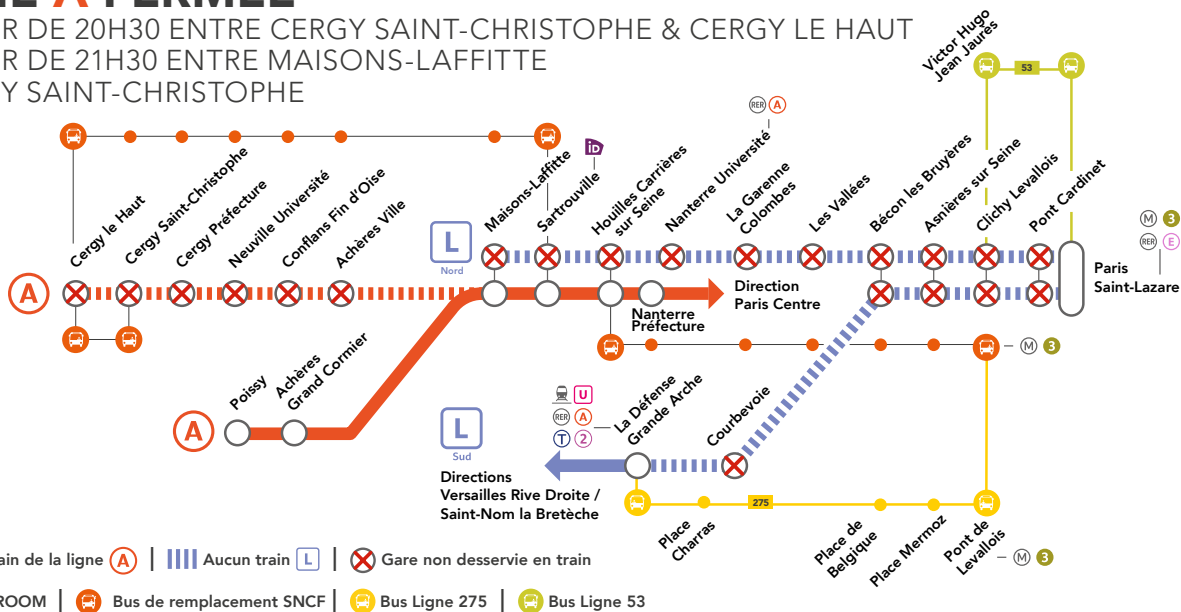 A FERMÉE
R DE 20H30 ENTRE CERGY SAINT-CHRISTOPHE & CERGY LE HAUT
R DE 21H30 ENTRE MAISONS-LAFFITTE
Y SAINT-CHRISTOPHE
Victor Hugo
Jean Jaurès
53
RER A
iD
Cergy le Haut
Cergy Saint-Christophe
Cergy Préfecture
Neuville Université
Conflans Fin d'Oise
Achères Ville
L
Nord
Maisons-Laffitte
Sartrouville
Houilles Carrières
sur Seine
Nanterre Université
La Garenne
Colombes
Les Vallées
Bécon les Bruyères
Asnières sur Seine
Clichy Levallois
Pont Cardinet
M 3
RER E
Paris
Saint-Lazare
A
Direction
Paris Centre
Nanterre
Préfecture
M 3
Poissy
Achères
Grand Cormier
A
U
RER A
T 2
La Défense
Grande Arche
Courbevoie
L
Sud
Directions
Versailles Rive Droite /
Saint-Nom la Bretèche
275
Place
Charras
Place de
Belgique
Place Mermoz
Pont de
Levallois
M 3
ain de la ligne A | Aucun train L | Gare non desservie en train
ROOM | Bus de remplacement SNCF | Bus Ligne 275 | Bus Ligne 53